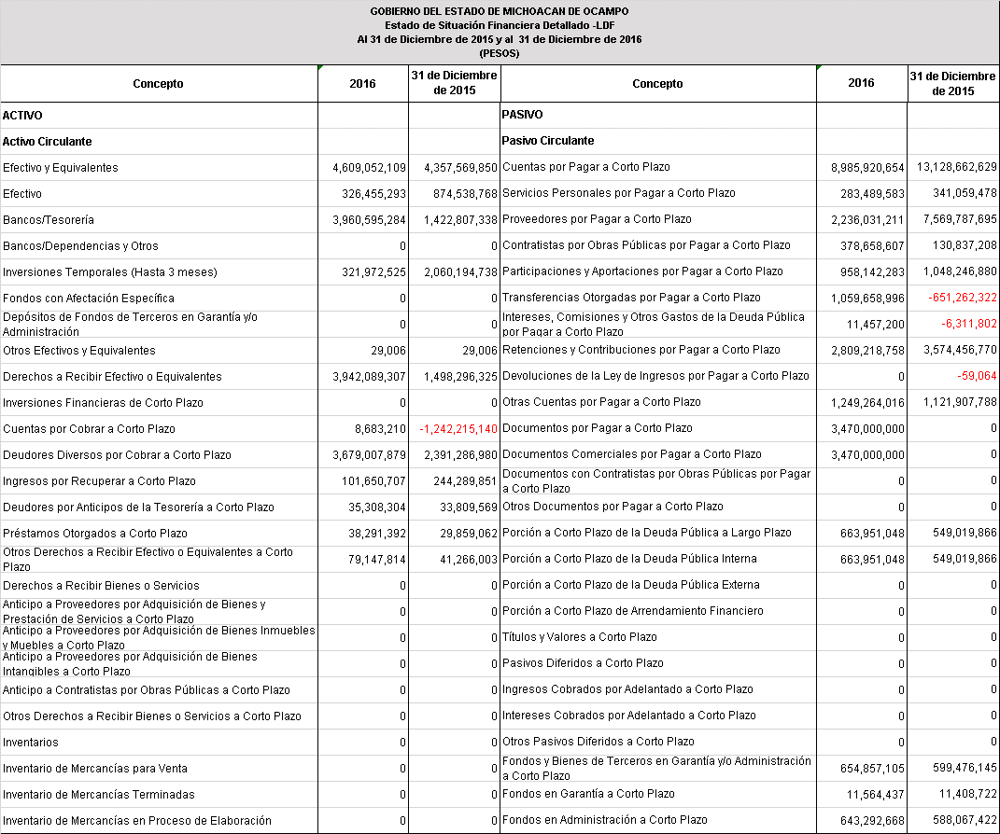 GOBIERNO DEL ESTADO DE MICHOACAN DE OCAMPO
Estado de Situación Financiera Detallado -LDF
Al 31 de Diciembre de 2015 y al 31 de Diciembre de 2016
(PESOS)
Concepto 2016 31 de Diciembre de 2015 Concepto 2016 31 de Diciembre de 2015
ACTIVO PASIVO
Activo Circulante Pasivo Circulante
Efectivo y Equivalentes 4,609,052,109 4,357,569,850 Cuentas por Pagar a Corto Plazo 8,985,920,654 13,128,662,629
Efectivo 326,455,293 874,538,768 Servicios Personales por Pagar a Corto Plazo 283,489,583 341,059,478
Bancos/Tesorería 3,960,595,284 1,422,807,338 Proveedores por Pagar a Corto Plazo 2,236,031,211 7,569,787,695
Bancos/Dependencias y Otros 0 0 Contratistas por Obras Públicas por Pagar a Corto Plazo 378,658,607 130,837,208
Inversiones Temporales (Hasta 3 meses) 321,972,525 2,060,194,738 Participaciones y Aportaciones por Pagar a Corto Plazo 958,142,283 1,048,246,880
Fondos con Afectación Específica 0 0 Transferencias Otorgadas por Pagar a Corto Plazo 1,059,658,996 -651,262,322
Depósitos de Fondos de Terceros en Garantía y/o Administración 0 0 Intereses, Comisiones y Otros Gastos de la Deuda Pública por Pagar a Corto Plazo 11,457,200 -6,311,802
Otros Efectivos y Equivalentes 29,006 29,006 Retenciones y Contribuciones por Pagar a Corto Plazo 2,809,218,758 3,574,456,770
Derechos a Recibir Efectivo o Equivalentes 3,942,089,307 1,498,296,325 Devoluciones de la Ley de Ingresos por Pagar a Corto Plazo 0 -59,064
Inversiones Financieras de Corto Plazo 0 0 Otras Cuentas por Pagar a Corto Plazo 1,249,264,016 1,121,907,788
Cuentas por Cobrar a Corto Plazo 8,683,210 -1,242,215,140 Documentos por Pagar a Corto Plazo 3,470,000,000 0
Deudores Diversos por Cobrar a Corto Plazo 3,679,007,879 2,391,286,980 Documentos Comerciales por Pagar a Corto Plazo 3,470,000,000 0
Ingresos por Recuperar a Corto Plazo 101,650,707 244,289,851 Documentos con Contratistas por Obras Públicas por Pagar a Corto Plazo 0 0
Deudores por Anticipos de la Tesorería a Corto Plazo 35,308,304 33,809,569 Otros Documentos por Pagar a Corto Plazo 0 0
Préstamos Otorgados a Corto Plazo 38,291,392 29,859,062 Porción a Corto Plazo de la Deuda Pública a Largo Plazo 663,951,048 549,019,866
Otros Derechos a Recibir Efectivo o Equivalentes a Corto Plazo 79,147,814 41,266,003 Porción a Corto Plazo de la Deuda Pública Interna 663,951,048 549,019,866
Derechos a Recibir Bienes o Servicios 0 0 Porción a Corto Plazo de la Deuda Pública Externa 0 0
Anticipo a Proveedores por Adquisición de Bienes y Prestación de Servicios a Corto Plazo 0 0 Porción a Corto Plazo de Arrendamiento Financiero 0 0
Anticipo a Proveedores por Adquisición de Bienes Inmuebles y Muebles a Corto Plazo 0 0 Títulos y Valores a Corto Plazo 0 0
Anticipo a Proveedores por Adquisición de Bienes Intangibles a Corto Plazo 0 0 Pasivos Diferidos a Corto Plazo 0 0
Anticipo a Contratistas por Obras Públicas a Corto Plazo 0 0 Ingresos Cobrados por Adelantado a Corto Plazo 0 0
Otros Derechos a Recibir Bienes o Servicios a Corto Plazo 0 0 Intereses Cobrados por Adelantado a Corto Plazo 0 0
Inventarios 0 0 Otros Pasivos Diferidos a Corto Plazo 0 0
Inventario de Mercancías para Venta 0 0 Fondos y Bienes de Terceros en Garantía y/o Administración a Corto Plazo 654,857,105 599,476,145
Inventario de Mercancías Terminadas 0 0 Fondos en Garantía a Corto Plazo 11,564,437 11,408,722
Inventario de Mercancías en Proceso de Elaboración 0 0 Fondos en Administración a Corto Plazo 643,292,668 588,067,422